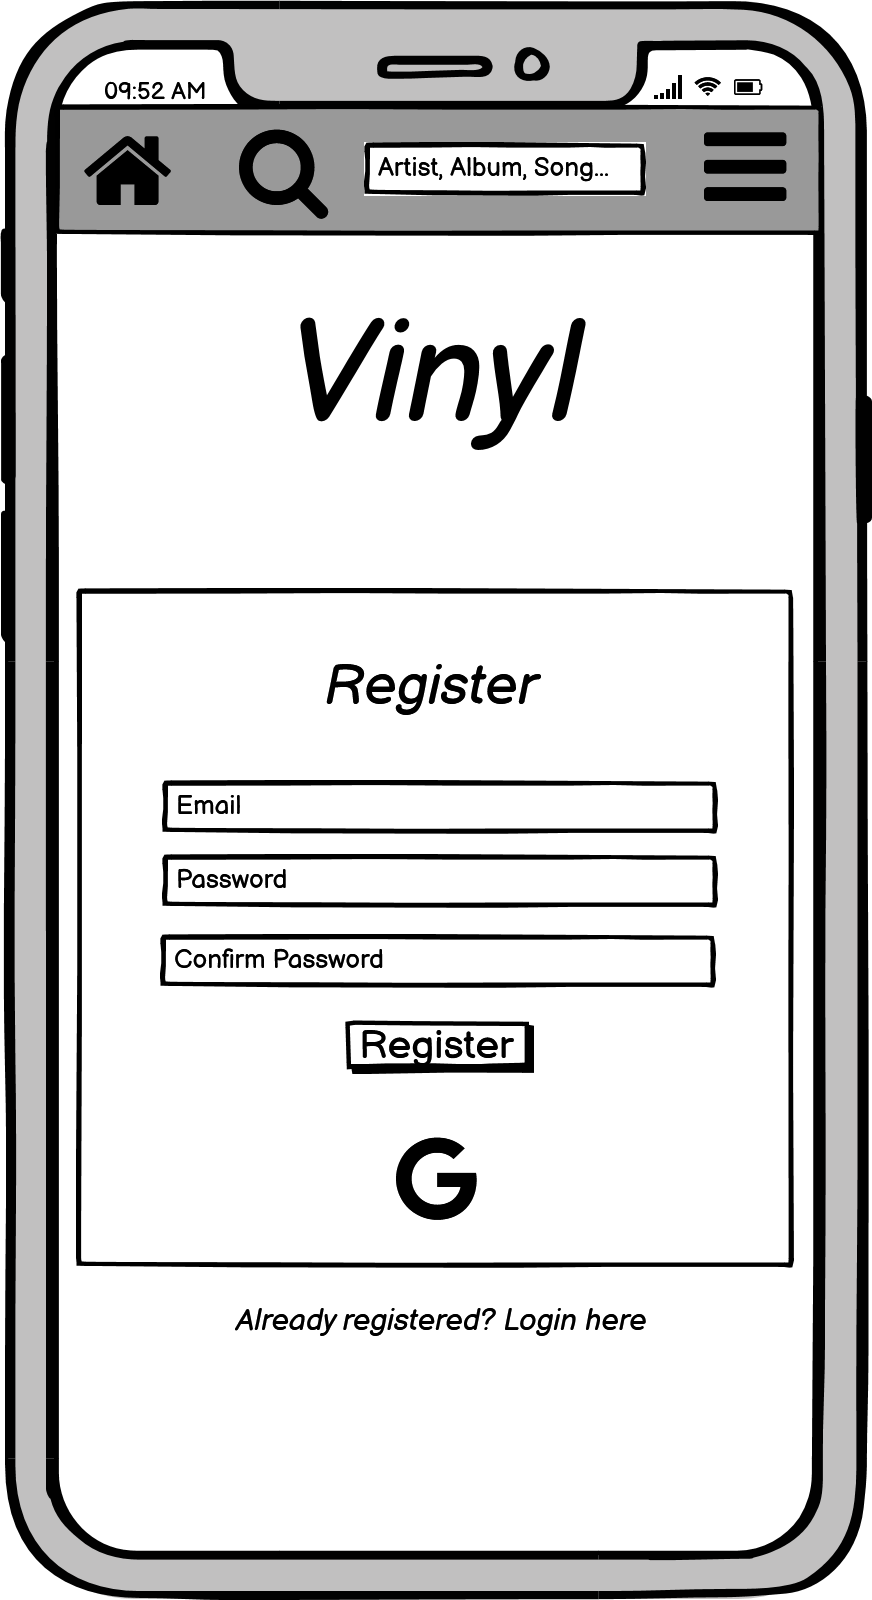 09:52 AM
Artist, Album, Song...
Vinyl
Register
Email
Password
Confirm Password
Register
G
Already registered? Login here